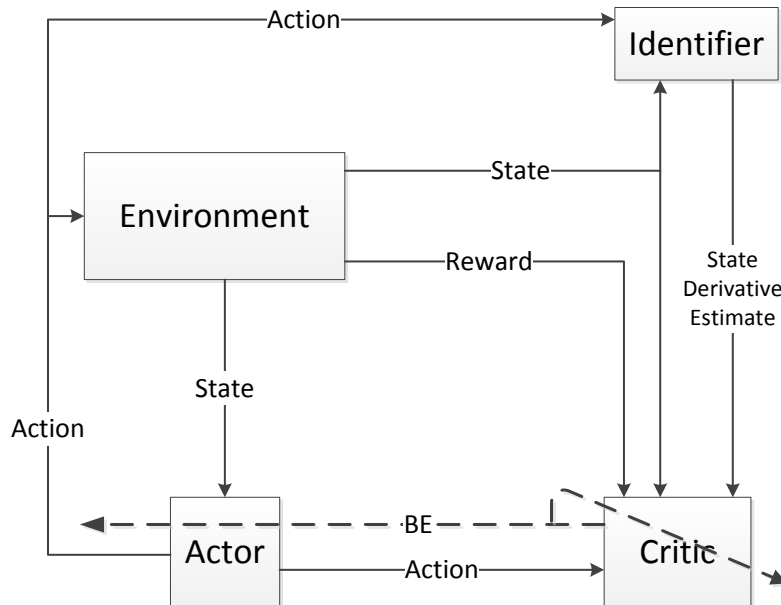 Action
Identifier
State
Environment
Reward
State
Derivative
Estimate
State
Action
BE
Actor
Critic
Action